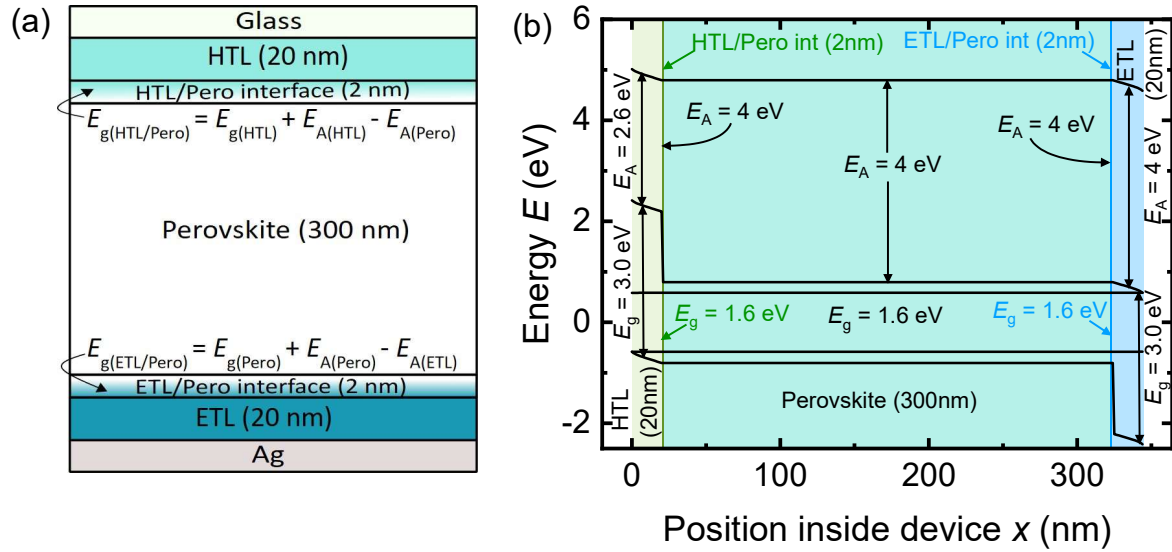 (a)
Glass
HTL (20 nm)
HTL/Pero interface (2 nm)
Eg(HTL/Pero) = Eg(HTL) + EA(HTL) - EA(Pero)
Perovskite (300 nm)
Eg(ETL/Pero) = Eg(Pero) + EA(Pero) - EA(ETL)
ETL/Pero interface (2 nm)
ETL (20 nm)
Ag
(b)
6
4
2
0
-2
Energy E (eV)
HTL/Pero int (2nm)
ETL/Pero int (2nm)
ETL
(20nm)
EA = 2.6 eV
EA = 4 eV
EA = 4 eV
EA = 4 eV
EA = 4 eV
Eg = 3.0 eV
Eg = 1.6 eV
Eg = 1.6 eV
Eg = 1.6 eV
Eg = 3.0 eV
HTL
(20nm)
Perovskite (300nm)
0
100
200
300
Position inside device x (nm)